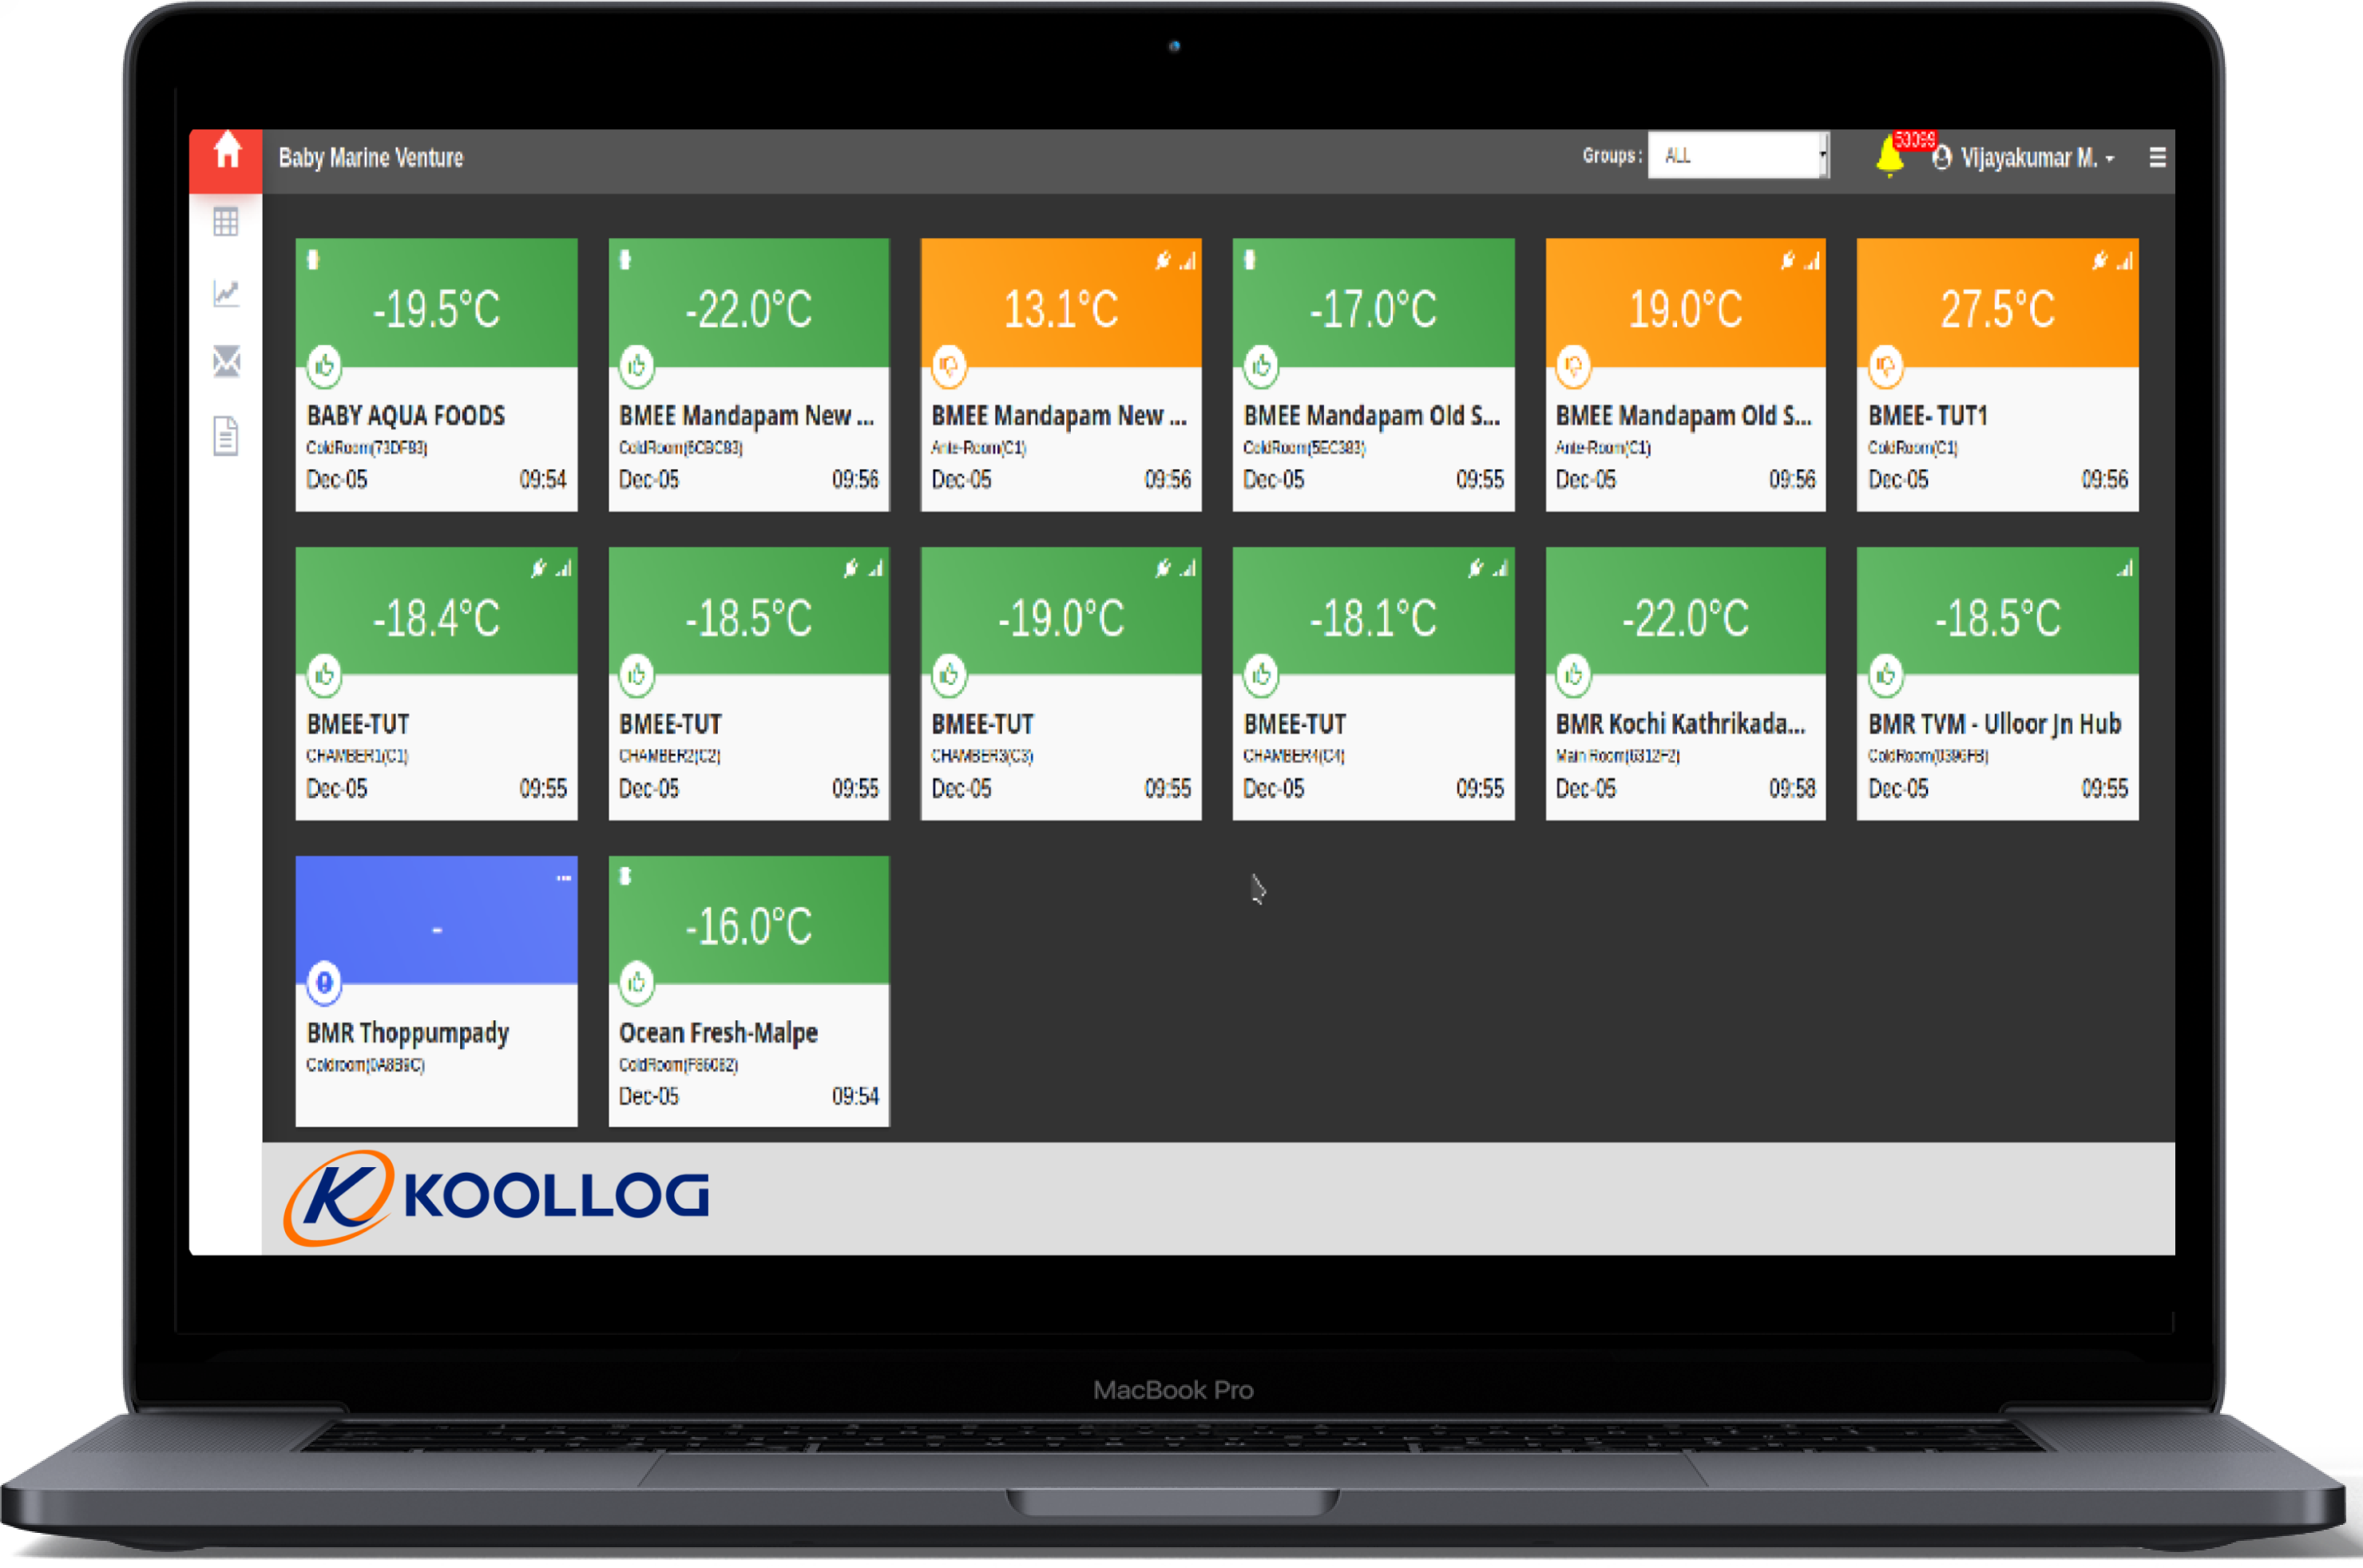 Baby Marine Venture
Groups :
ALL
53099
Vijayakumar M.
-19.5°C
BABY AQUA FOODS
ColdRoom(73DF83)
Dec-05 09:54
-22.0°C
BMEE Mandapam New ...
ColdRoom(6CBC83)
Dec-05 09:56
13.1°C
BMEE Mandapam New ...
Ante-Room(C1)
Dec-05 09:56
-17.0°C
BMEE Mandapam Old S...
ColdRoom(5EC383)
Dec-05 09:55
19.0°C
BMEE Mandapam Old S...
Ante-Room(C1)
Dec-05 09:56
27.5°C
BMEE- TUT1
ColdRoom(C1)
Dec-05 09:56
-18.4°C
BMEE-TUT
CHAMBER1(C1)
Dec-05 09:55
-18.5°C
BMEE-TUT
CHAMBER2(C2)
Dec-05 09:55
-19.0°C
BMEE-TUT
CHAMBER3(C3)
Dec-05 09:55
-18.1°C
BMEE-TUT
CHAMBER4(C4)
Dec-05 09:55
-22.0°C
BMR Kochi Kathrikada...
Main Room(6312F2)
Dec-05 09:58
-18.5°C
BMR TVM - Ulloor Jn Hub
ColdRoom(0396FB)
Dec-05 09:55
-
BMR Thoppumpady
Coldroom(0A8B9C)
-16.0°C
Ocean Fresh-Malpe
ColdRoom(F86082)
Dec-05 09:54
K KOOLLOG
MacBook Pro